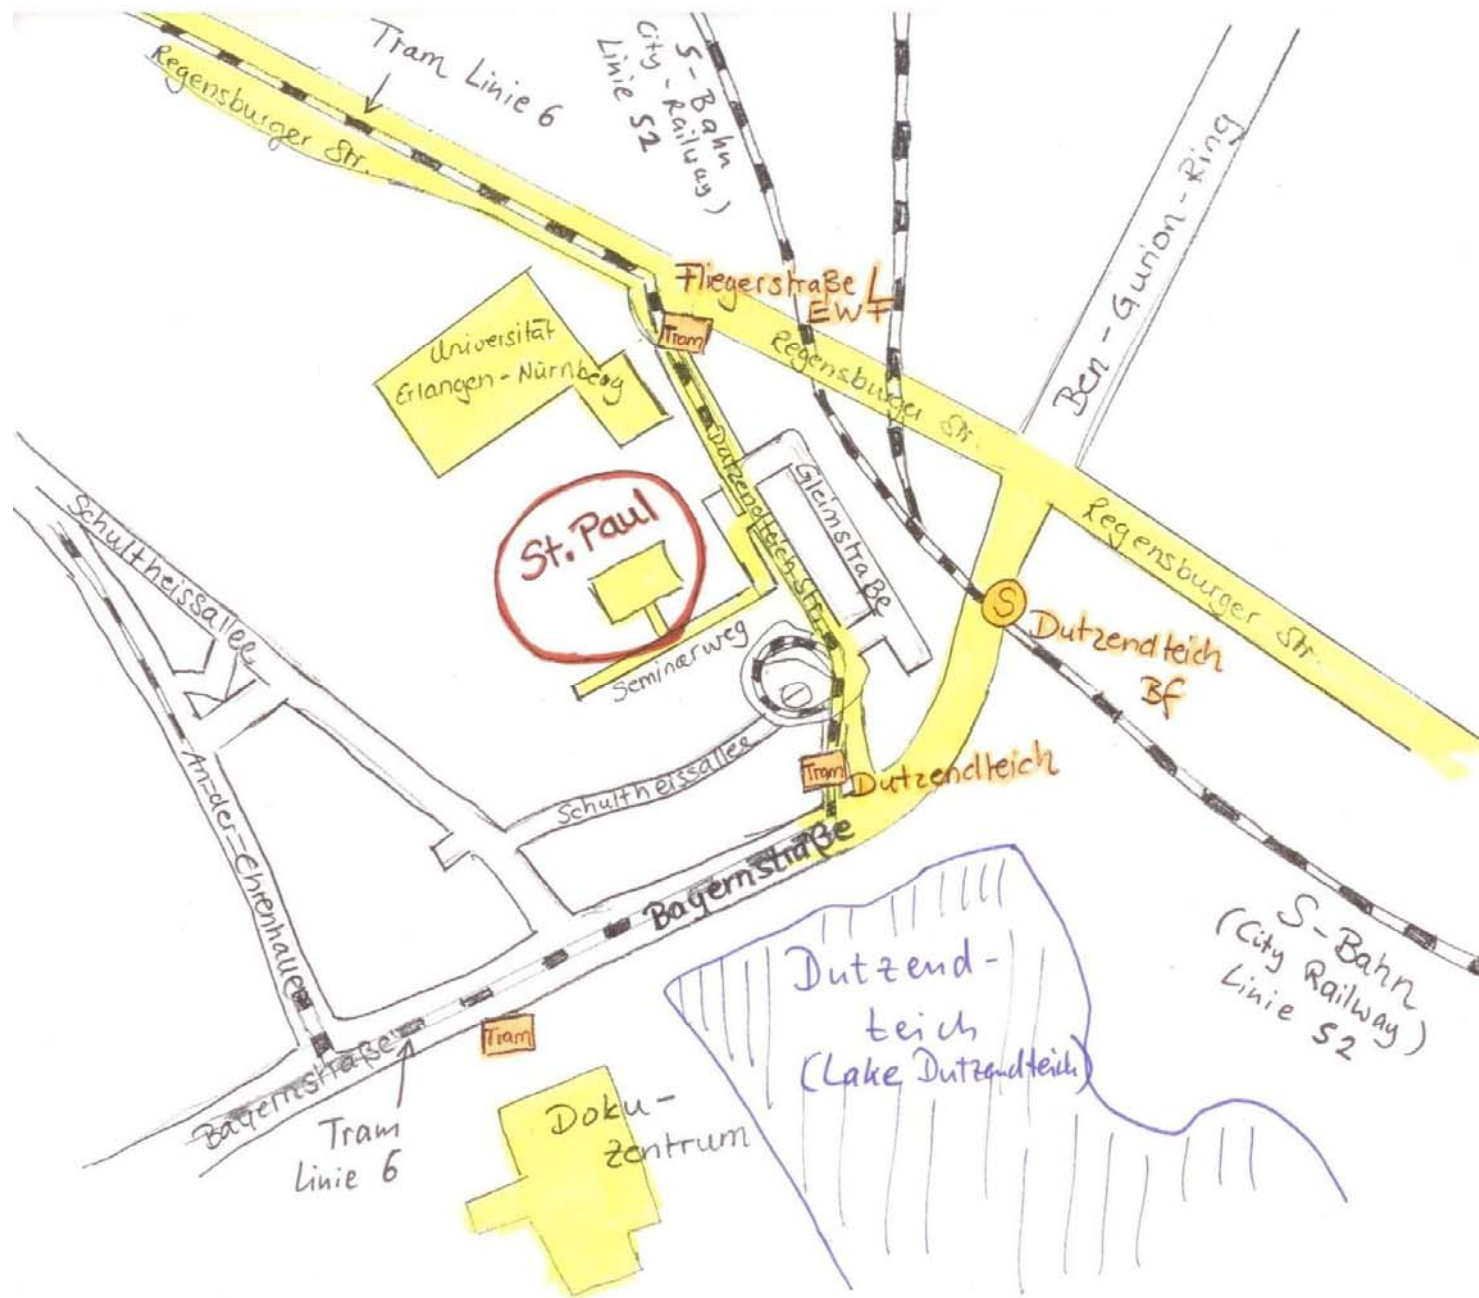 Tram Linie 6
Regensburger Str.
S-Bahn
City-Railway)
Linie S2
Ben-Gurion-Ring
Fliegerstraße
EWF
Tram
Regensburger Str.
Universität
Erlangen-Nürnberg
Dutzendteich Str.
Gleimstraße
Regensburger Str.
St. Paul
Schultheissallee
S
Dutzendteich
Bf
Seminarweg
An-der-Ehrenhalle
Schultheissallee
Tram
Dutzendteich
Bayernstraße
S-Bahn
(City Railway)
Linie S2
Dutzend-
teich
(Lake Dutzendteich)
Tram
Bayernstraße
Tram
Linie 6
Doku-
zentrum